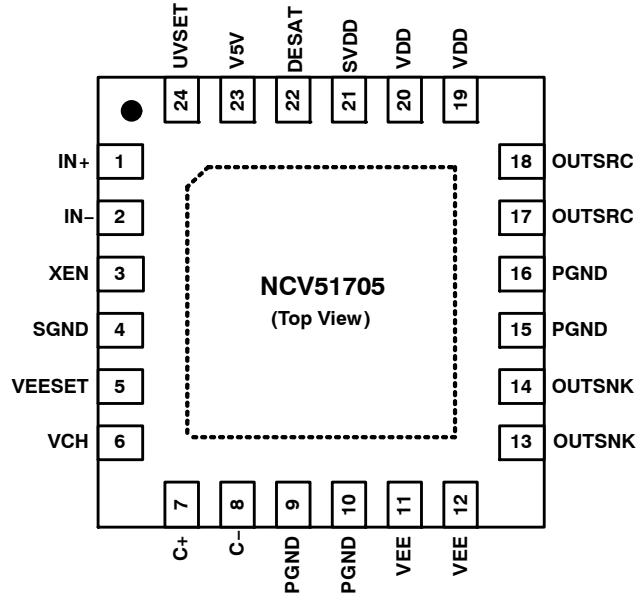 UVSET
V5V
DESAT
SVDD
VDD
VDD
24
23
22
21
20
19
IN+ 1
18 OUTSRC
IN− 2
17 OUTSRC
XEN 3
16 PGND
NCV51705
(Top View)
SGND 4
15 PGND
VEESET 5
14 OUTSNK
VCH 6
13 OUTSNK
7
8
9
10
11
12
C+
C−
PGND
PGND
VEE
VEE